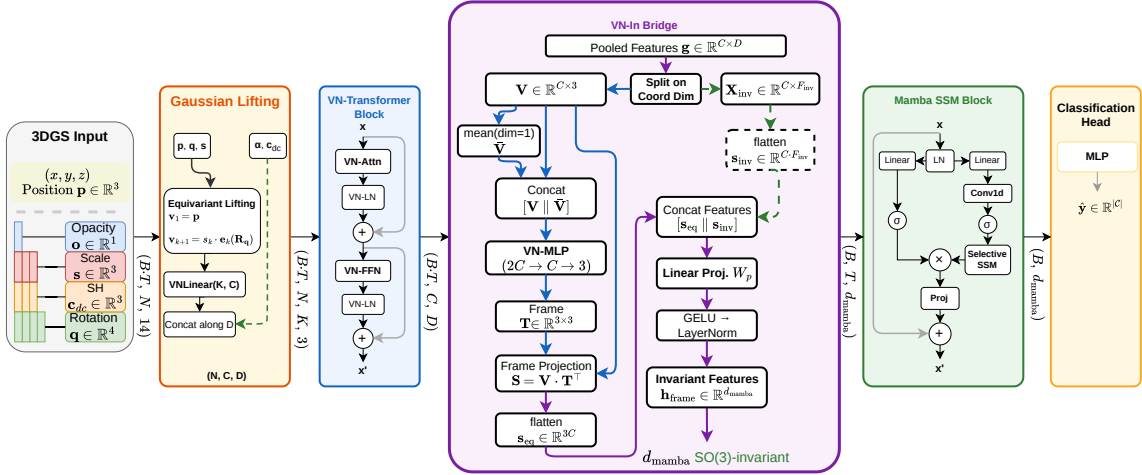 3DGS Input
(x, y, z)
Position p ∈ ℝ³
Opacity
o ∈ ℝ¹
Scale
s ∈ ℝ³
SH
c_dc ∈ ℝ³
Rotation
q ∈ ℝ⁴
(B·T, N, 14)
Gaussian Lifting
p, q, s
α, c_dc
Equivariant Lifting
v₁ = p
v_{k+1} = s_k · e_k(R_q)
VNLinear(K, C)
Concat along D
(N, C, D)
(B·T, N, K, 3)
VN-Transformer
Block
x
VN-Attn
VN-LN
+
VN-FFN
VN-LN
+
x'
(B·T, C, D)
VN-In Bridge
Pooled Features g ∈ ℝ^{C×D}
V ∈ ℝ^{C×3}
Split on
Coord Dim
X_inv ∈ ℝ^{C×F_inv}
mean(dim=1)
V̄
flatten
s_inv ∈ ℝ^{C·F_inv}
Concat
[V ∥ V̄]
VN-MLP
(2C → C → 3)
Frame
T ∈ ℝ^{3×3}
Frame Projection
S = V · T^⊤
flatten
s_eq ∈ ℝ^{3C}
Concat Features
[s_eq ∥ s_inv]
Linear Proj. W_p
GELU →
LayerNorm
Invariant Features
h_frame ∈ ℝ^{d_mamba}
d_mamba SO(3)-invariant
(B, T, d_mamba)
Mamba SSM Block
x
Linear
LN
Linear
Conv1d
σ
σ
Selective
SSM
×
Proj
+
x'
(B, d_mamba)
Classification
Head
MLP
ŷ ∈ ℝ^{|C|}